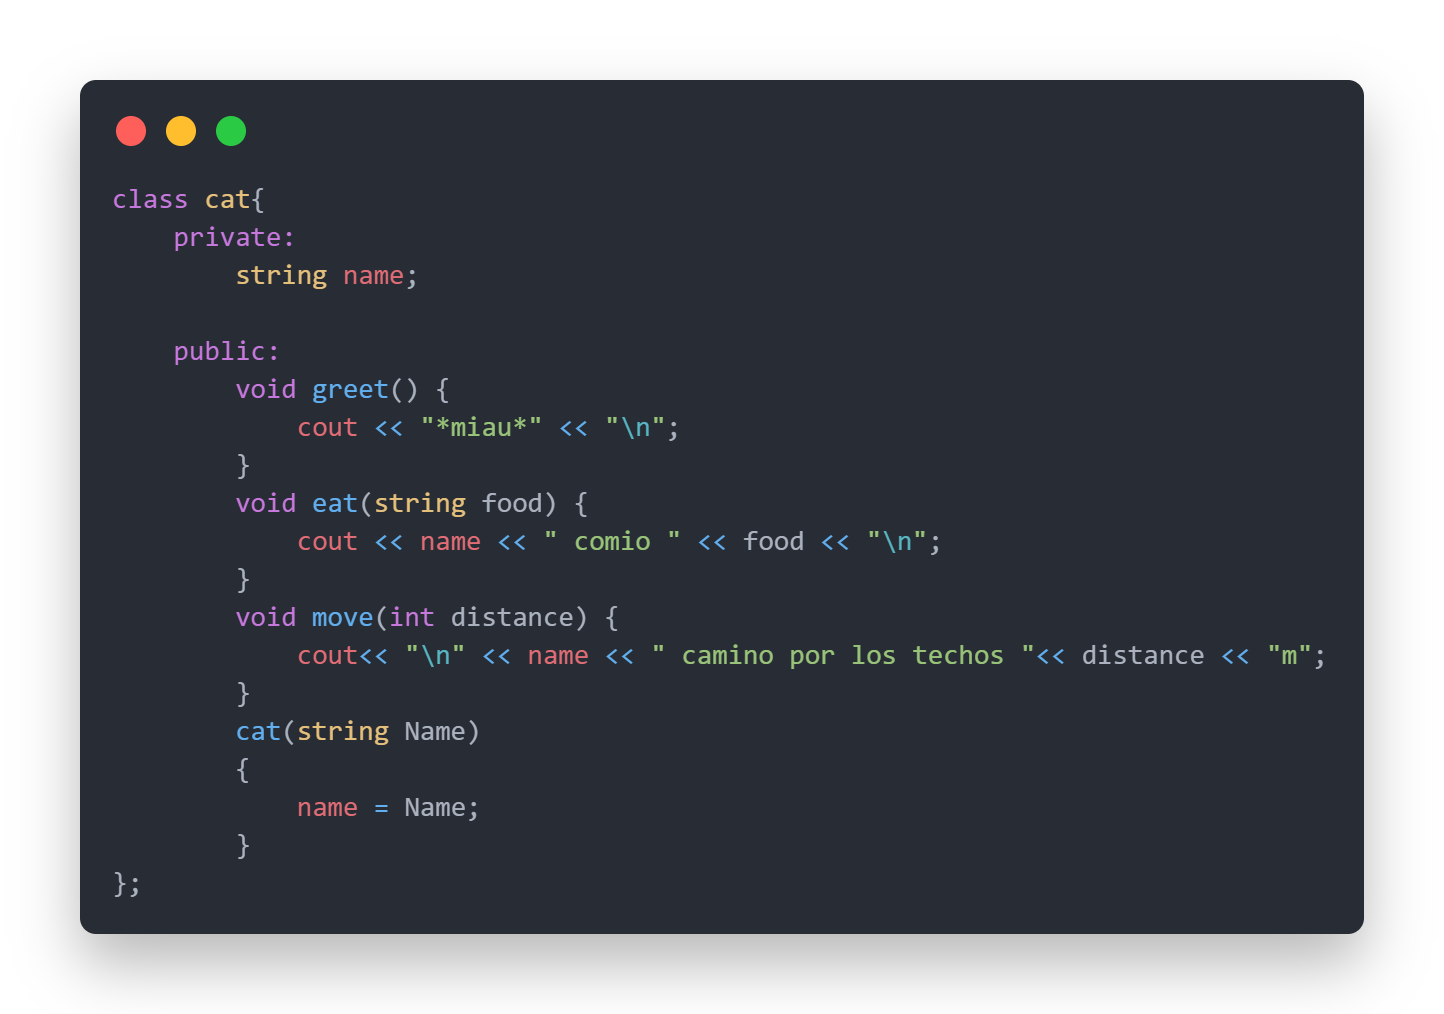 class cat{
    private:
        string name;

    public:
        void greet() {
            cout << "*miau*" << "\n";
        }
        void eat(string food) {
            cout << name << " comio " << food << "\n";
        }
        void move(int distance) {
            cout<< "\n" << name << " camino por los techos "<< distance << "m";
        }
        cat(string Name)
        {
            name = Name;
        }
};